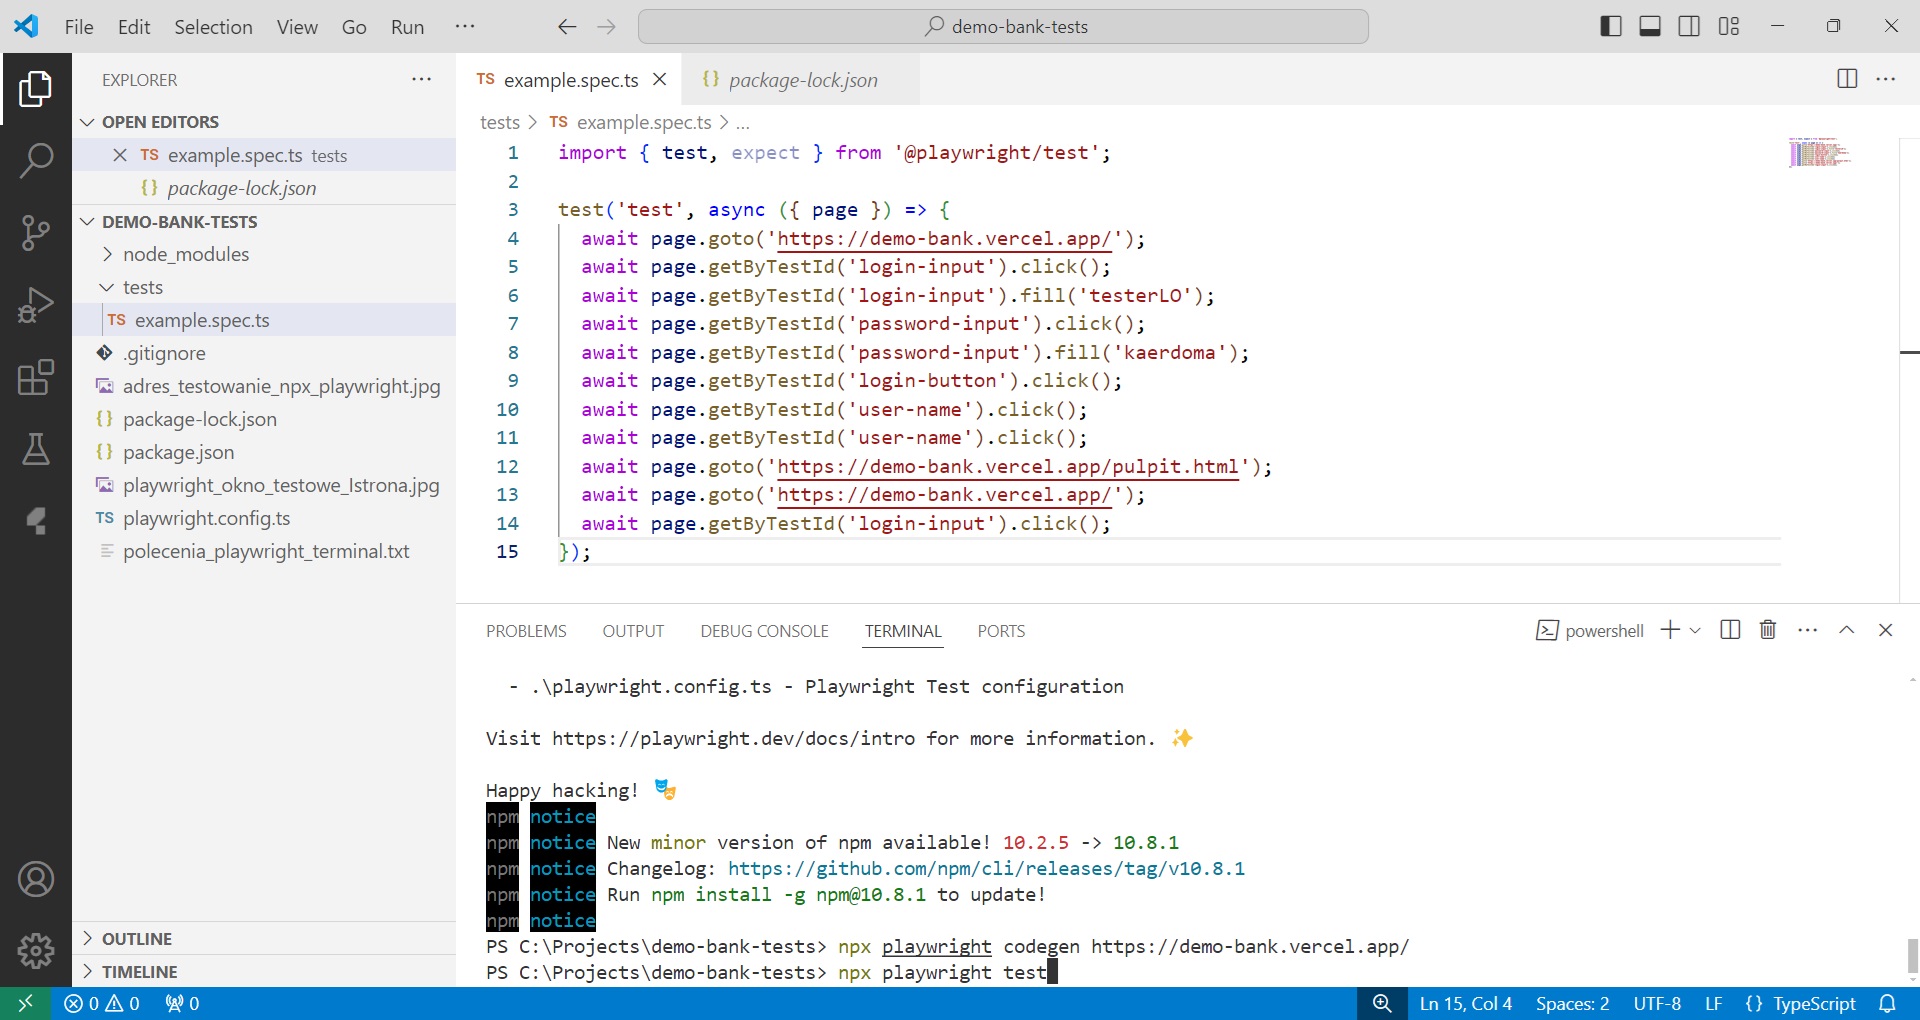 File Edit Selection View Go Run ··· demo-bank-tests
EXPLORER ···
OPEN EDITORS
TS example.spec.ts tests
{} package-lock.json
DEMO-BANK-TESTS
node_modules
tests
TS example.spec.ts
.gitignore
adres_testowanie_npx_playwright.jpg
{} package-lock.json
{} package.json
playwright_okno_testowe_Istrona.jpg
TS playwright.config.ts
polecenia_playwright_terminal.txt
OUTLINE
TIMELINE
TS example.spec.ts {} package-lock.json
tests > TS example.spec.ts > ...
1 import { test, expect } from '@playwright/test';
2
3 test('test', async ({ page }) => {
4 await page.goto('https://demo-bank.vercel.app/');
5 await page.getByTestId('login-input').click();
6 await page.getByTestId('login-input').fill('testerLO');
7 await page.getByTestId('password-input').click();
8 await page.getByTestId('password-input').fill('kaerdoma');
9 await page.getByTestId('login-button').click();
10 await page.getByTestId('user-name').click();
11 await page.getByTestId('user-name').click();
12 await page.goto('https://demo-bank.vercel.app/pulpit.html');
13 await page.goto('https://demo-bank.vercel.app/');
14 await page.getByTestId('login-input').click();
15 });
PROBLEMS OUTPUT DEBUG CONSOLE TERMINAL PORTS powershell
- .\playwright.config.ts - Playwright Test configuration
Visit https://playwright.dev/docs/intro for more information. ✨
Happy hacking! 🎭
npm notice
npm notice New minor version of npm available! 10.2.5 -> 10.8.1
npm notice Changelog: https://github.com/npm/cli/releases/tag/v10.8.1
npm notice Run npm install -g npm@10.8.1 to update!
npm notice
PS C:\Projects\demo-bank-tests> npx playwright codegen https://demo-bank.vercel.app/
PS C:\Projects\demo-bank-tests> npx playwright test
0 0 0 Ln 15, Col 4 Spaces: 2 UTF-8 LF {} TypeScript